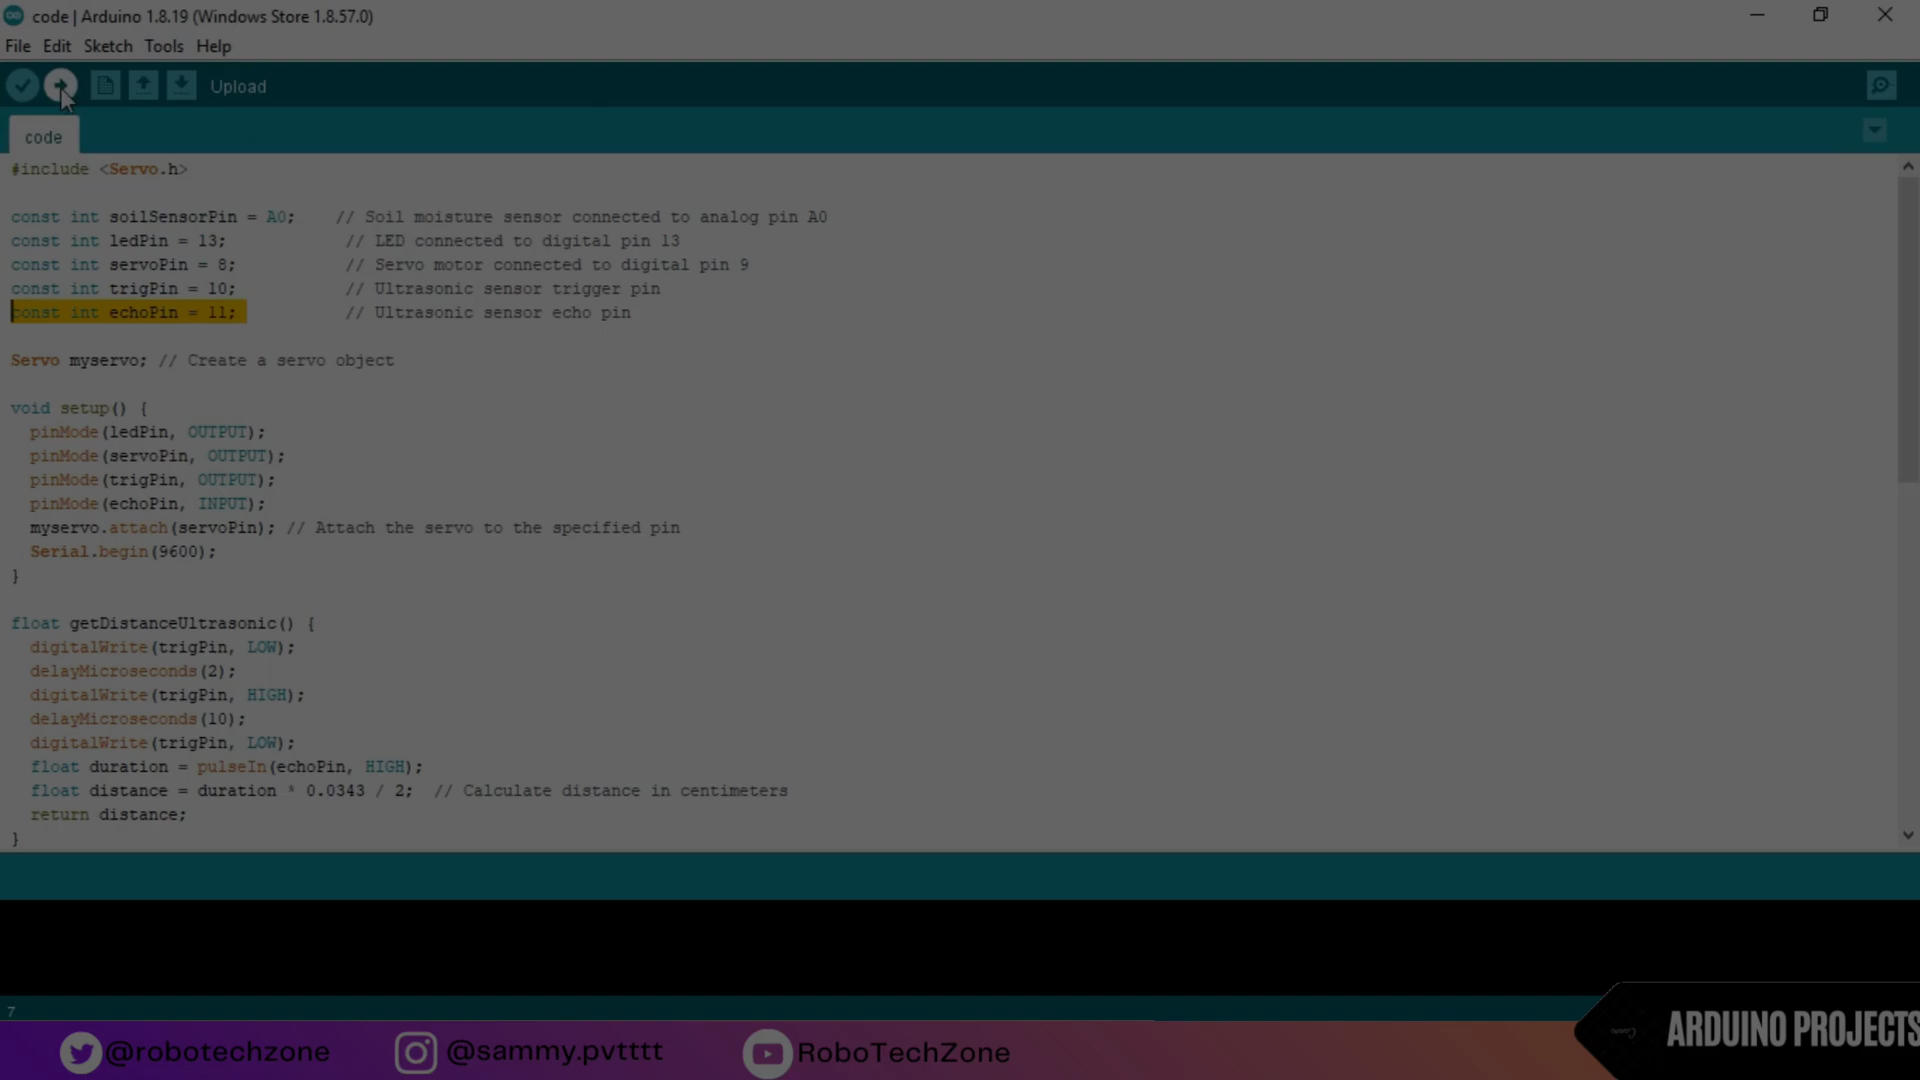 code | Arduino 1.8.19 (Windows Store 1.8.57.0)
File Edit Sketch Tools Help
Upload
code
#include <Servo.h>
const int soilSensorPin = A0; // Soil moisture sensor connected to analog pin A0
const int ledPin = 13; // LED connected to digital pin 13
const int servoPin = 8; // Servo motor connected to digital pin 9
const int trigPin = 10; // Ultrasonic sensor trigger pin
const int echoPin = 11; // Ultrasonic sensor echo pin
Servo myservo; // Create a servo object
void setup() {
pinMode(ledPin, OUTPUT);
pinMode(servoPin, OUTPUT);
pinMode(trigPin, OUTPUT);
pinMode(echoPin, INPUT);
myservo.attach(servoPin); // Attach the servo to the specified pin
Serial.begin(9600);
}
float getDistanceUltrasonic() {
digitalWrite(trigPin, LOW);
delayMicroseconds(2);
digitalWrite(trigPin, HIGH);
delayMicroseconds(10);
digitalWrite(trigPin, LOW);
float duration = pulseIn(echoPin, HIGH);
float distance = duration * 0.0343 / 2; // Calculate distance in centimeters
return distance;
}
7
@robotechzone @sammy.pvtttt RoboTechZone
ARDUINO PROJECTS